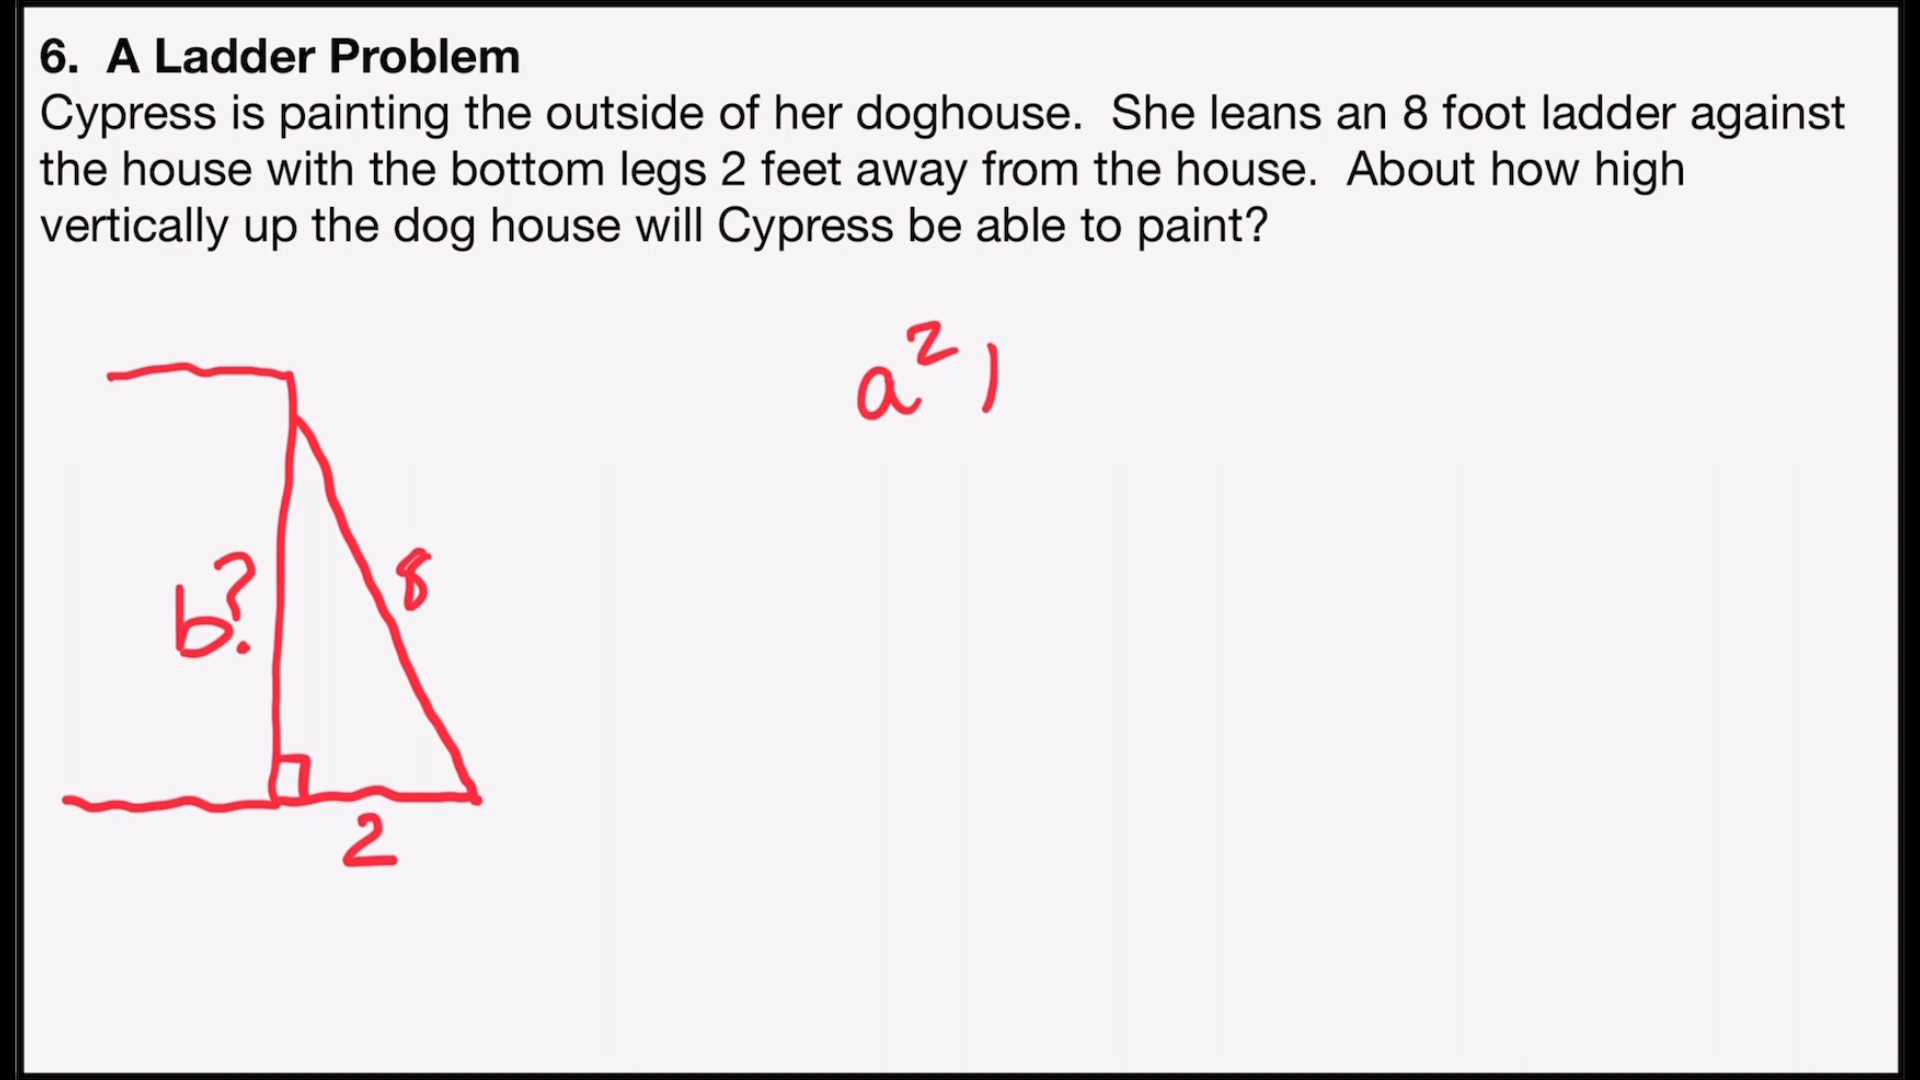 6. A Ladder Problem
Cypress is painting the outside of her doghouse. She leans an 8 foot ladder against
the house with the bottom legs 2 feet away from the house. About how high
vertically up the dog house will Cypress be able to paint?
a²
b?
8
2